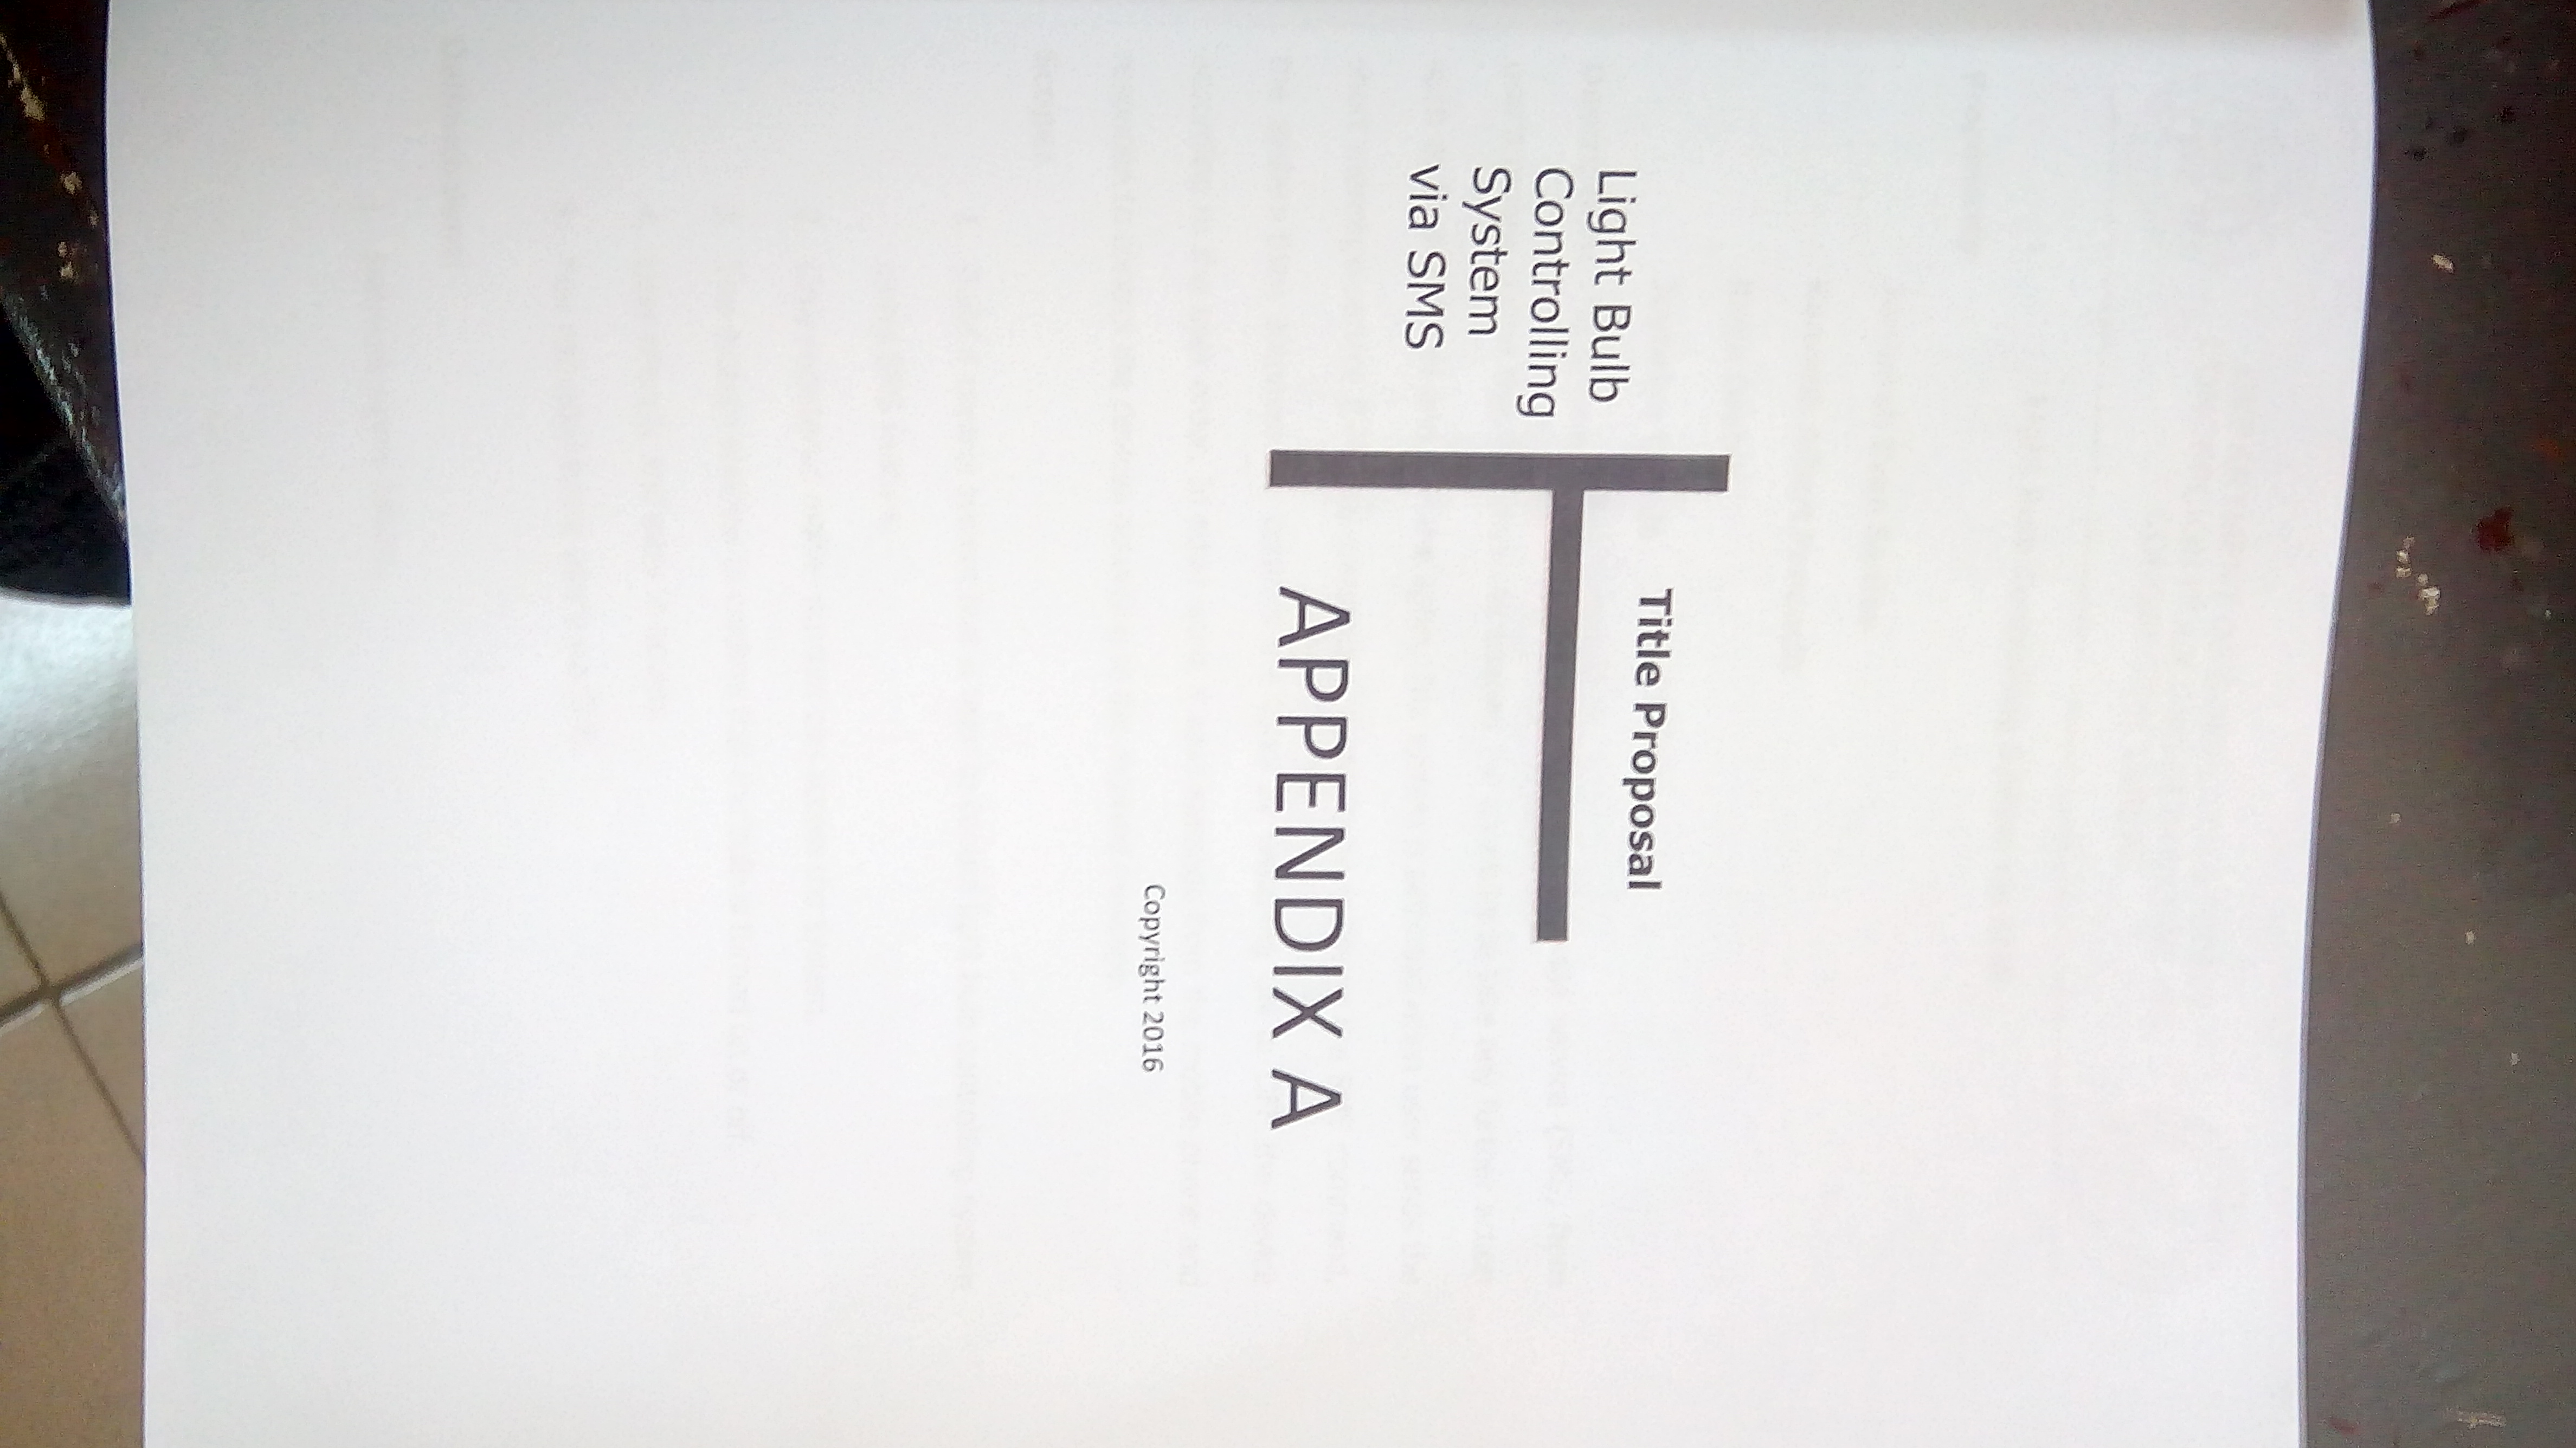 Title Proposal
Light Bulb
Controlling
System
via SMS
APPENDIX A
Copyright 2016